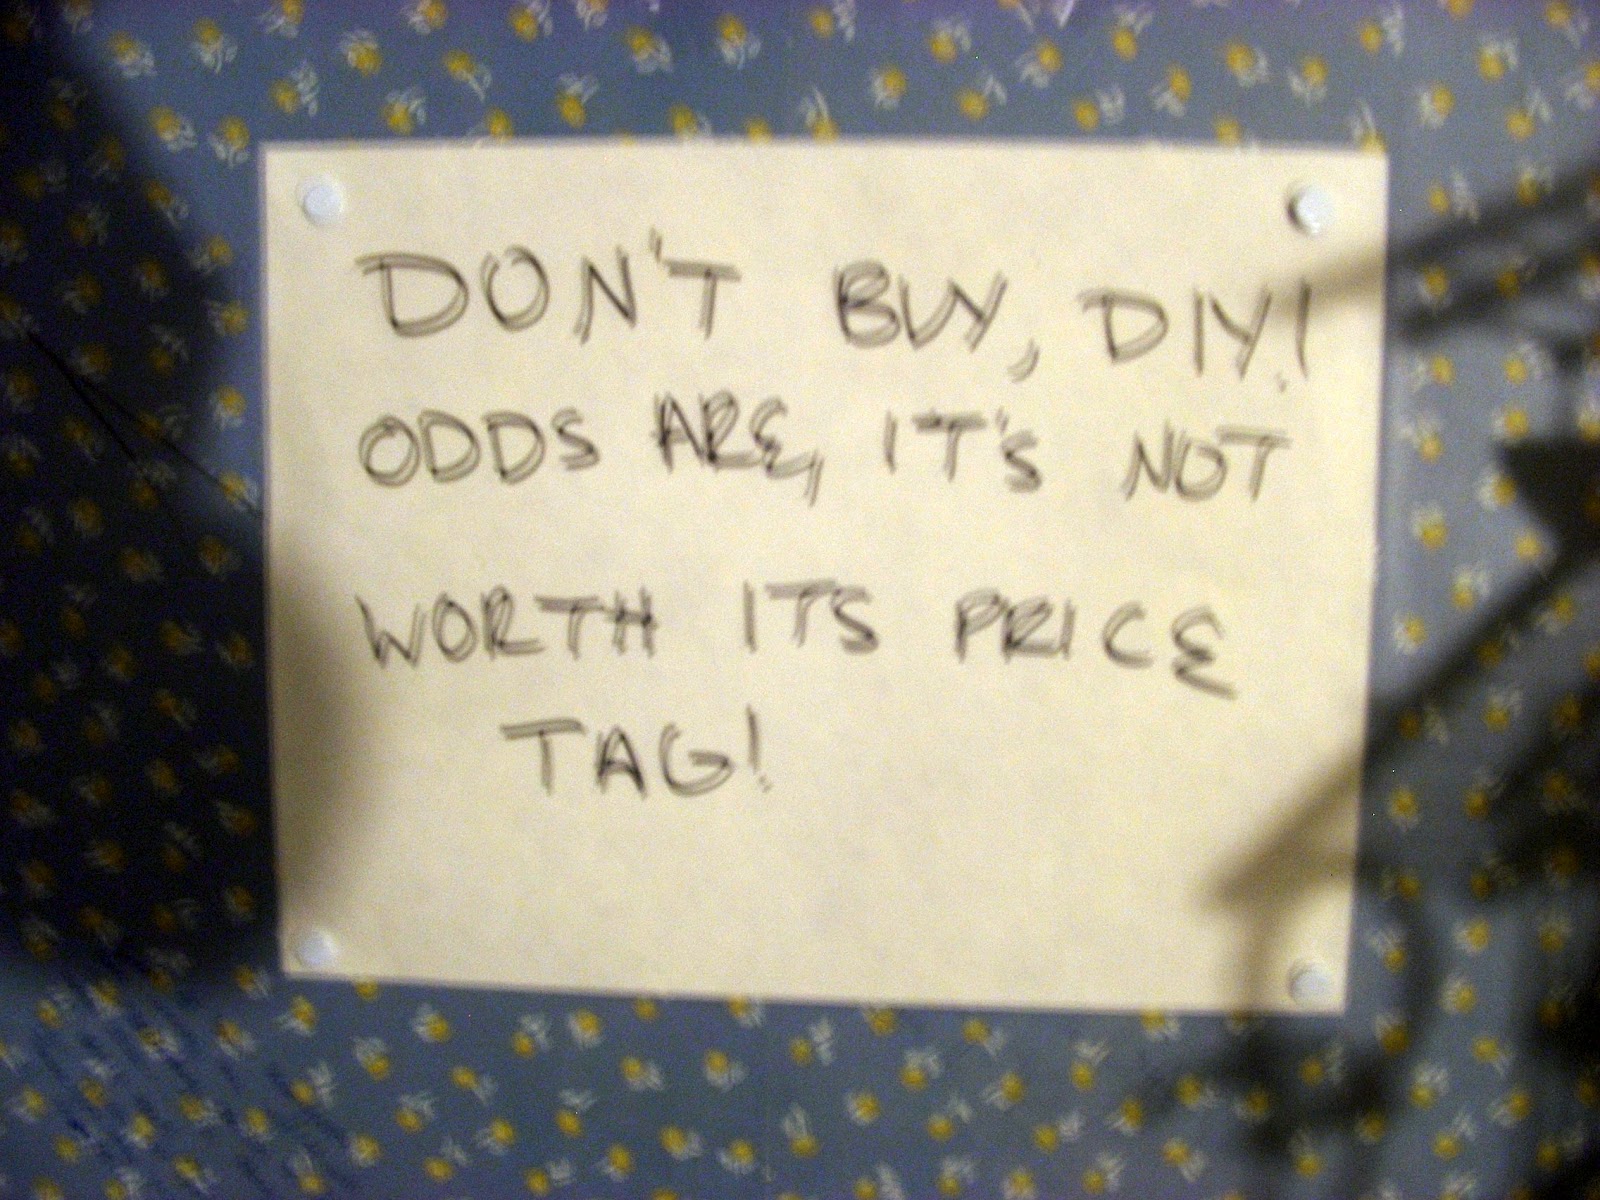 DON'T BUY, DIY!
ODDS ARE, IT'S NOT
WORTH ITS PRICE
TAG!